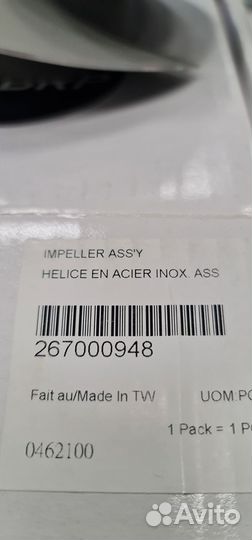 IMPELLER ASS'Y
HELICE EN ACIER INOX. ASS
267000948
Fait au/Made In TW UOM:PC
1 Pack = 1 P
0462100
Avito